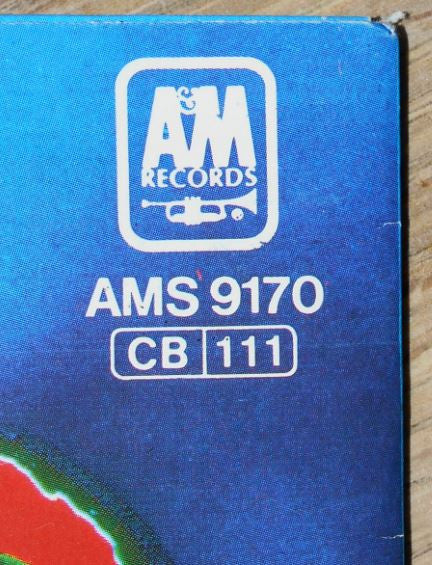 A&M
RECORDS
AMS 9170
CB 111